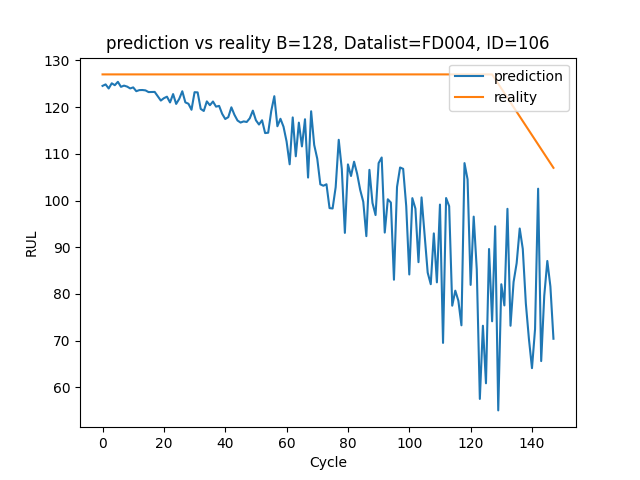 prediction vs reality B=128, Datalist=FD004, ID=106
130
120
110
100
90
80
70
60
RUL
prediction
reality
0 20 40 60 80 100 120 140
Cycle